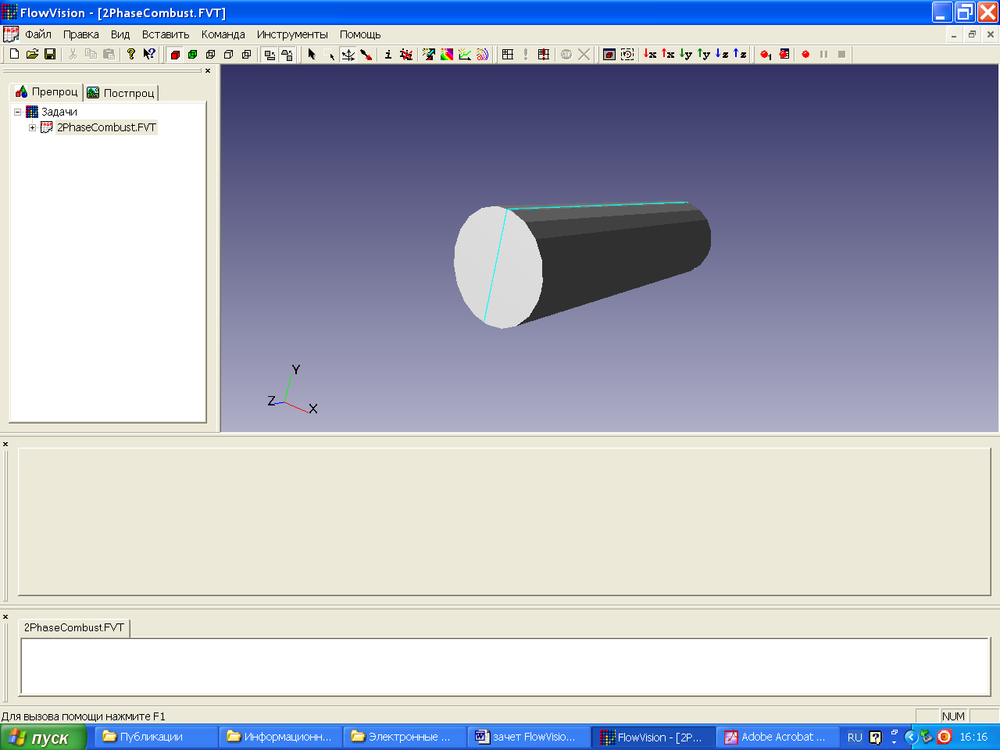 FlowVision - [2PhaseCombust.FVT]
Файл Правка Вид Вставить Команда Инструменты Помощь
Препроц Постпроц
Задачи
2PhaseCombust.FVT
Y
Z
X
2PhaseCombust.FVT
Для вызова помощи нажмите F1
NUM
пуск Публикации Информационн... Электронные ... зачет FlowVisio... FlowVision - [2P... Adobe Acrobat ... RU 16:16